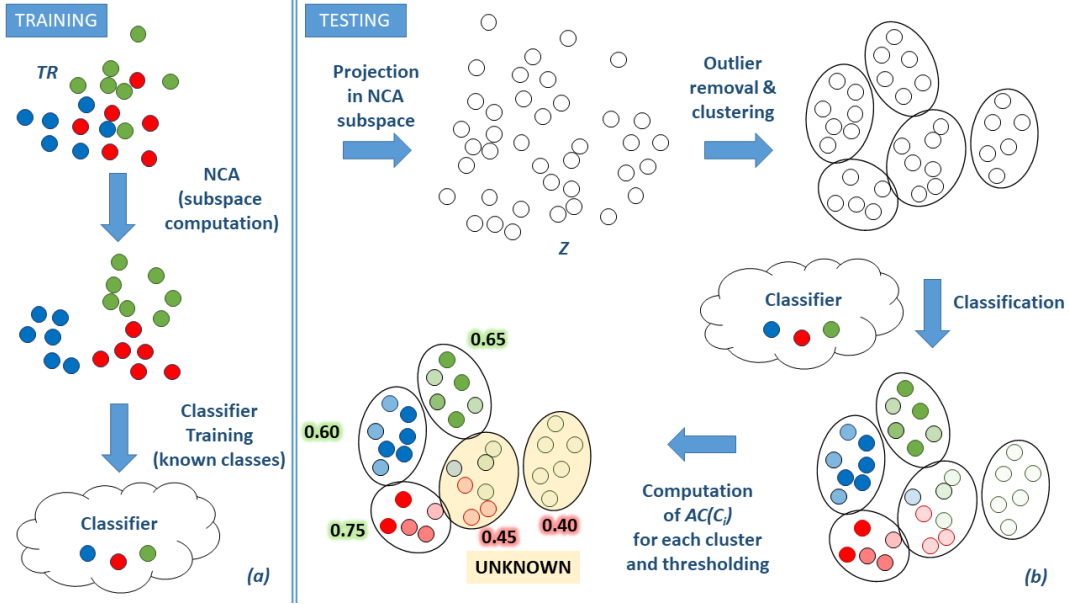 TRAINING
TR
NCA
(subspace
computation)
Classifier
Training
(known classes)
Classifier
(a)
TESTING
Projection
in NCA
subspace
Z
Outlier
removal &
clustering
Classifier
Classification
Computation
of AC(Cᵢ)
for each cluster
and thresholding
0.65
0.60
0.75
0.45
0.40
UNKNOWN
(b)